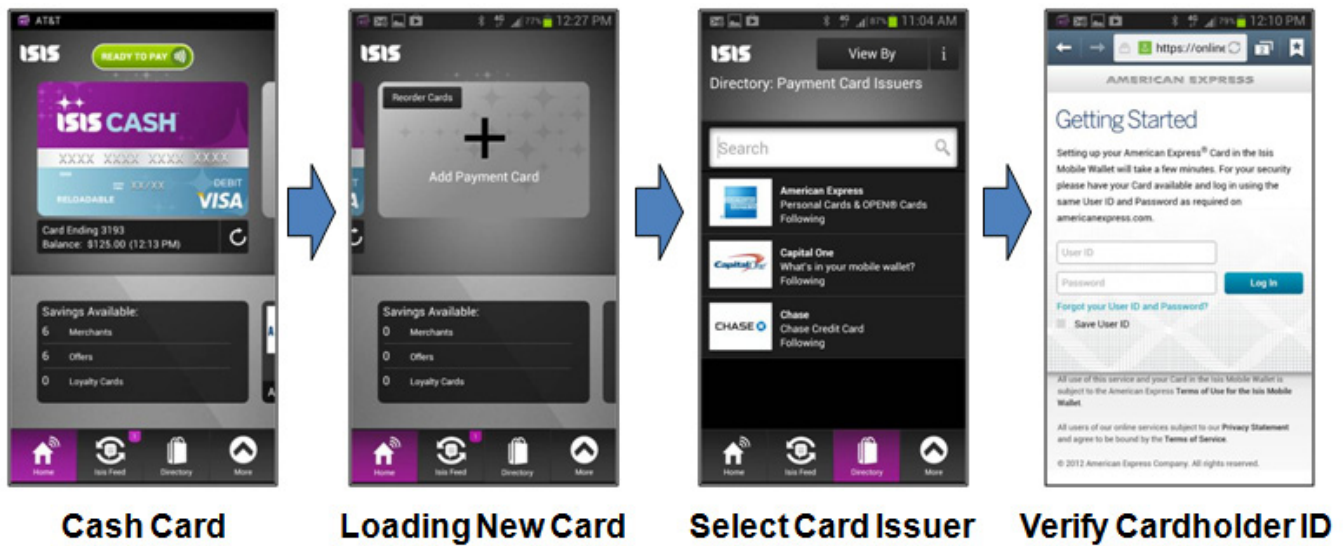 AT&T
ISIS
READY TO PAY
ISIS CASH
XXXX XXXX XXXX XXXX
XX/XX
DEBIT
RELOADABLE
VISA
Card Ending 3193
Balance: $125.00 (12:13 PM)
Savings Available:
6 Merchants
6 Offers
0 Loyalty Cards
Home
Isis Feed
Directory
More
Cash Card
77% 12:27 PM
ISIS
Reorder Cards
Add Payment Card
Savings Available:
0 Merchants
0 Offers
0 Loyalty Cards
Home
Isis Feed
Directory
More
Loading New Card
87% 11:04 AM
ISIS
View By
i
Directory: Payment Card Issuers
Search
American Express
Personal Cards & OPEN® Cards
Following
Capital One
What's in your mobile wallet?
Following
CHASE
Chase
Chase Credit Card
Following
Home
Isis Feed
Directory
More
Select Card Issuer
79% 12:10 PM
https://online
AMERICAN EXPRESS
Getting Started
Setting up your American Express® Card in the Isis
Mobile Wallet will take a few minutes. For your security
please have your Card available and log in using the
same User ID and Password as required on
americanexpress.com.
User ID
Password
Log In
Forgot your User ID and Password?
Save User ID
All use of this service and your Card in the Isis Mobile Wallet is
subject to the American Express Terms of Use for the Isis Mobile
Wallet.
All users of our online services subject to our Privacy Statement
and agree to be bound by the Terms of Service.
© 2012 American Express Company. All rights reserved.
Verify Cardholder ID